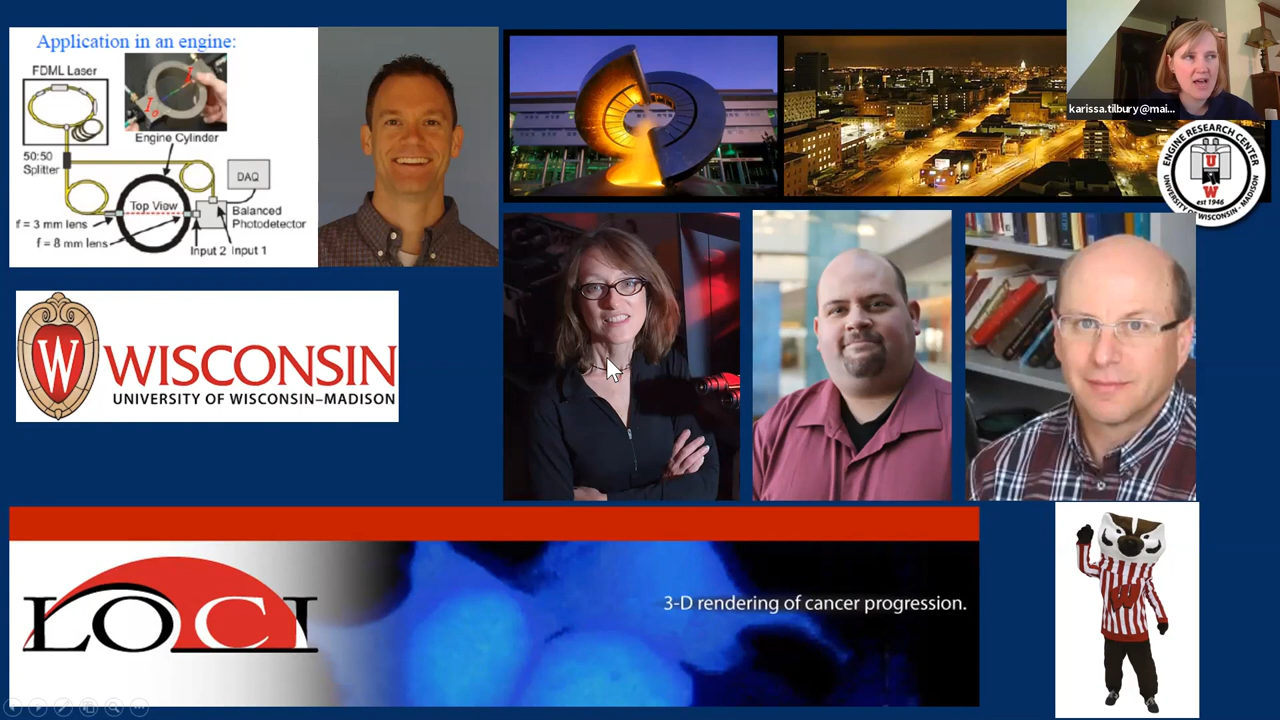 Application in an engine:
FDML Laser
Engine Cylinder
50:50
Splitter
DAQ
Top View
Balanced
Photodetector
f = 3 mm lens
f = 8 mm lens
Input 2 Input 1
karissa.tilbury@mai...
ENGINE RESEARCH CENTER
UW
est 1946
UNIVERSITY OF WISCONSIN - MADISON
W
WISCONSIN
UNIVERSITY OF WISCONSIN–MADISON
LOCI
3-D rendering of cancer progression.
W